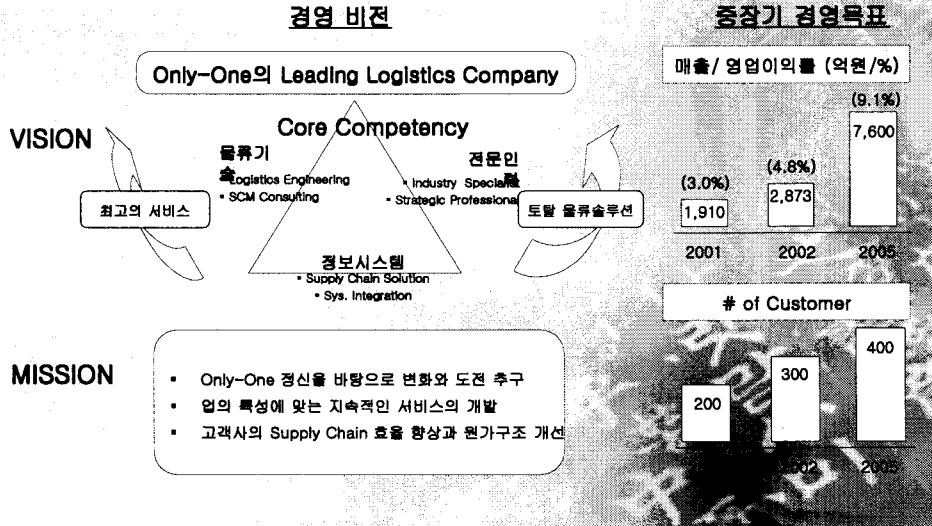 경영 비전
Only-One의 Leading Logistics Company
VISION
Core Competency
물류기술
▪ Logistics Engineering
▪ SCM Consulting
전문인력
▪ Industry Specialist
▪ Strategic Professional
최고의 서비스
토탈 물류솔루션
정보시스템
▪ Supply Chain Solution
▪ Sys. Integration
MISSION
▪ Only-One 정신을 바탕으로 변화와 도전 추구
▪ 업의 특성에 맞는 지속적인 서비스의 개발
▪ 고객사의 Supply Chain 효율 향상과 원가구조 개선
중장기 경영목표
매출/ 영업이익률 (억원/%)
(3.0%)
(4.8%)
(9.1%)
1,910
2,873
7,600
2001
2002
2005
# of Customer
200
300
400
2002
2005